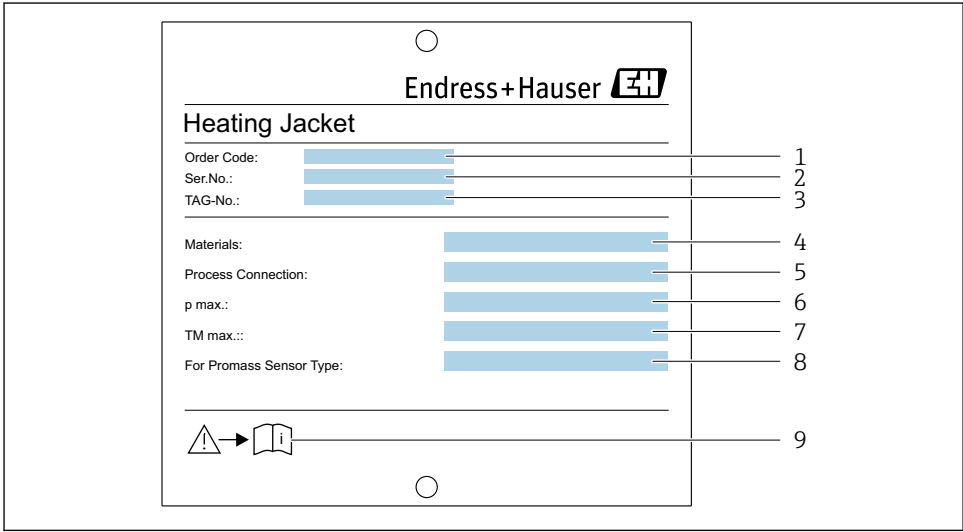 Endress+Hauser EH
Heating Jacket
Order Code: 1
Ser.No.: 2
TAG-No.: 3
Materials: 4
Process Connection: 5
p max.: 6
TM max.:: 7
For Promass Sensor Type: 8
i 9